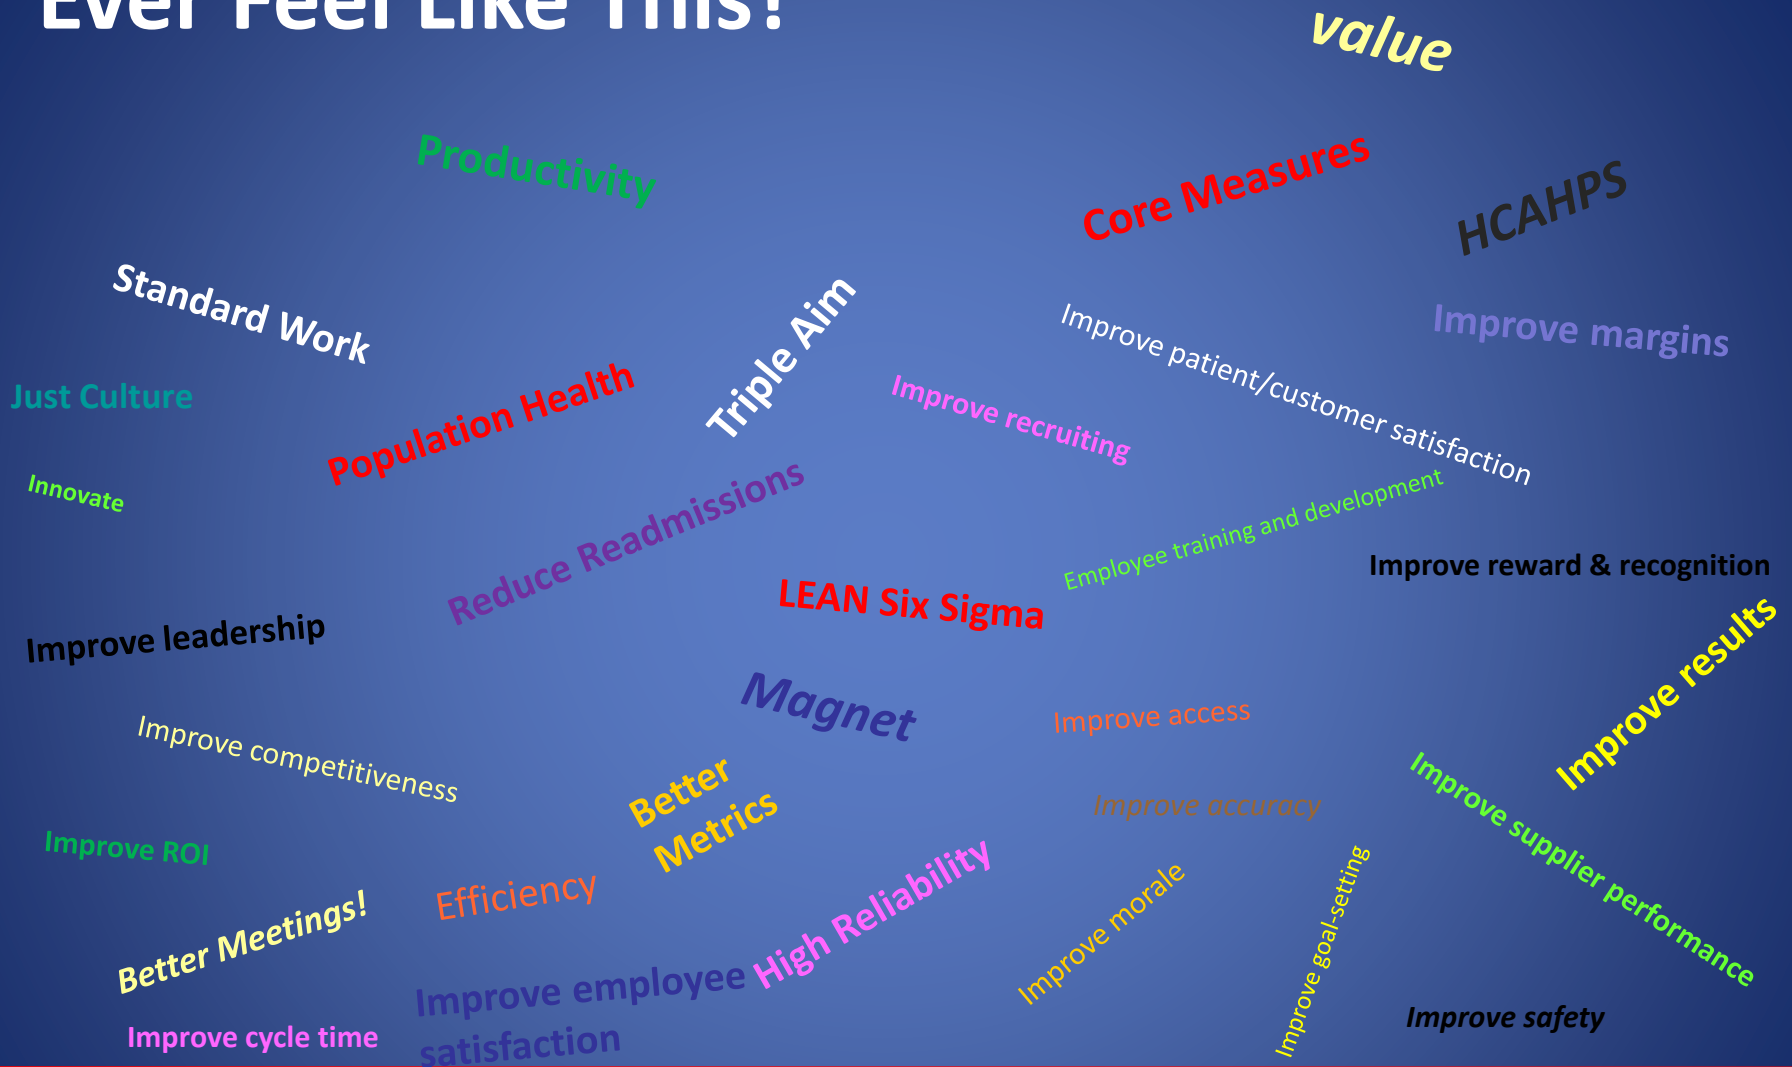 Ever Feel Like This?
value
Productivity
Core Measures
HCAHPS
Standard Work
Triple Aim
Improve patient/customer satisfaction
Improve margins
Just Culture
Population Health
Improve recruiting
Innovate
Reduce Readmissions
Employee training and development
Improve reward & recognition
LEAN Six Sigma
Improve leadership
Improve results
Magnet
Improve access
Improve competitiveness
Better
Metrics
Improve accuracy
Improve supplier performance
Improve ROI
Efficiency
High Reliability
Improve morale
Improve goal-setting
Better Meetings!
Improve employee
satisfaction
Improve cycle time
Improve safety